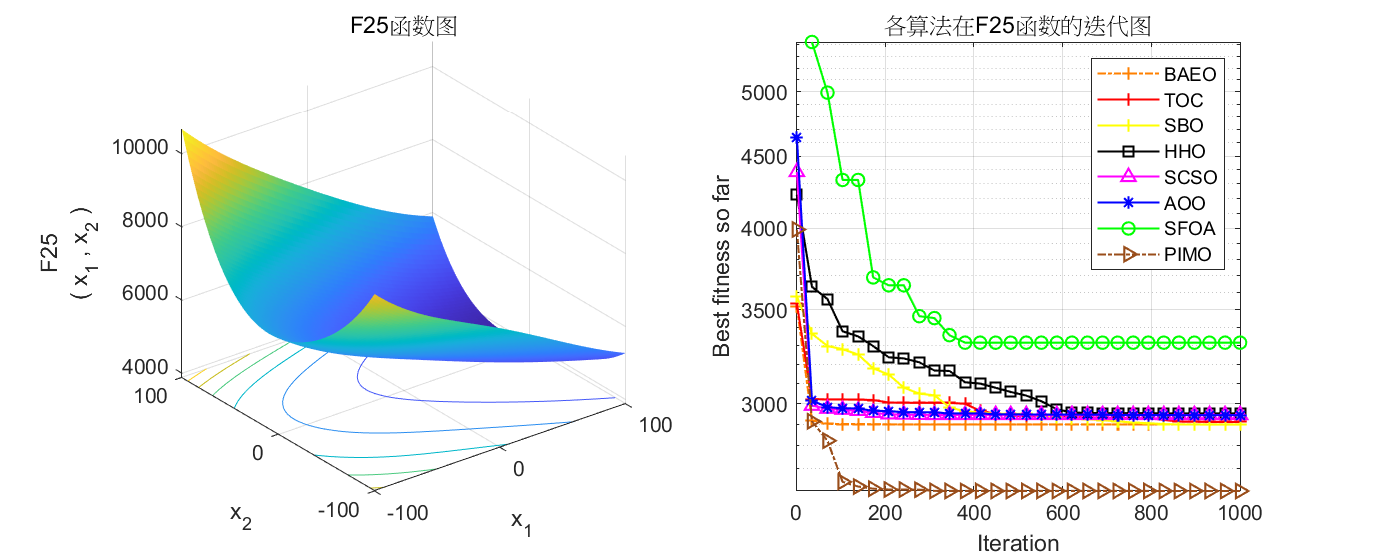 F25函数图
F25
( x1 , x2 )
10000
8000
6000
4000
100
0
-100
x2
-100
0
100
x1
各算法在F25函数的迭代图
Best fitness so far
5000
4500
4000
3500
3000
0
200
400
600
800
1000
Iteration
BAEO
TOC
SBO
HHO
SCSO
AOO
SFOA
PIMO